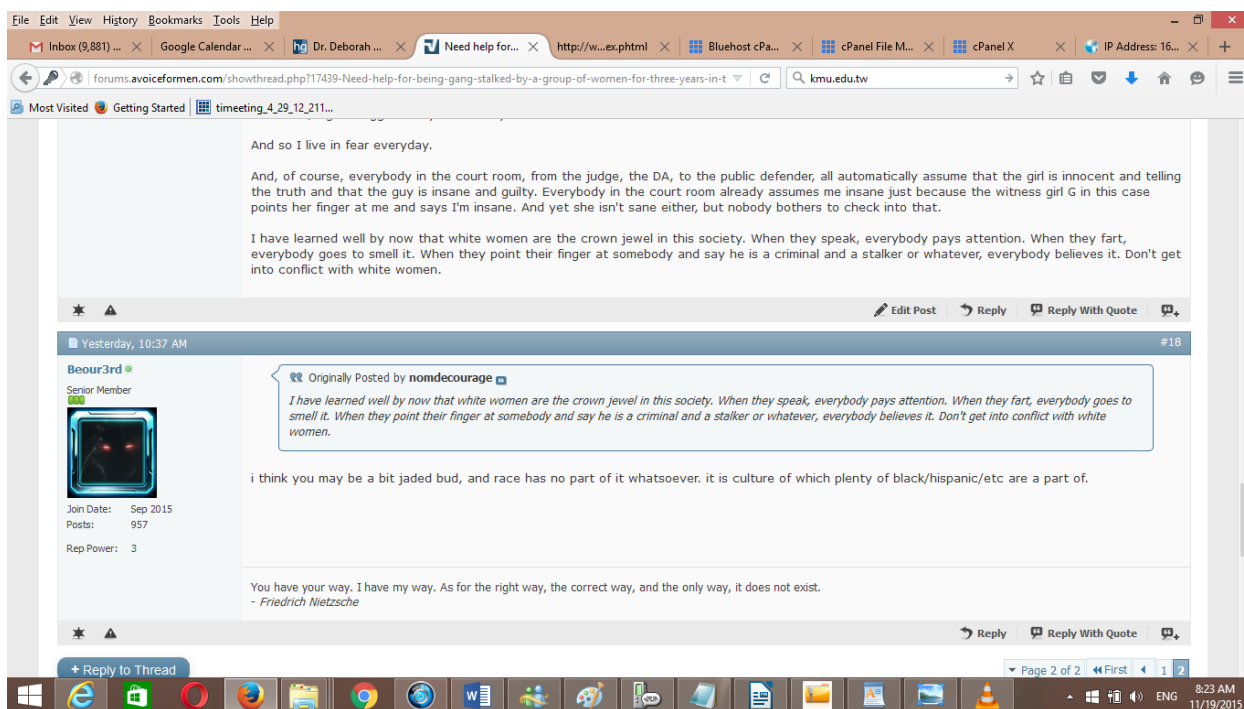 File Edit View History Bookmarks Tools Help
Inbox (9,881) ... Google Calendar ... Dr. Deborah ... Need help for... http://w...ex.phtml Bluehost cPa... cPanel File M... cPanel X IP Address: 16...
forums.avoiceformen.com/showthread.php?17439-Need-help-for-being-gang-stalked-by-a-group-of-women-for-three-years-in-t kmu.edu.tw
Most Visited Getting Started timeeting_4_29_12_211...
And so I live in fear everyday.
And, of course, everybody in the court room, from the judge, the DA, to the public defender, all automatically assume that the girl is innocent and telling
the truth and that the guy is insane and guilty. Everybody in the court room already assumes me insane just because the witness girl G in this case
points her finger at me and says I'm insane. And yet she isn't sane either, but nobody bothers to check into that.
I have learned well by now that white women are the crown jewel in this society. When they speak, everybody pays attention. When they fart,
everybody goes to smell it. When they point their finger at somebody and say he is a criminal and a stalker or whatever, everybody believes it. Don't get
into conflict with white women.
Edit Post Reply Reply With Quote
Yesterday, 10:37 AM #18
Beour3rd
Senior Member
Originally Posted by nomdecourage
I have learned well by now that white women are the crown jewel in this society. When they speak, everybody pays attention. When they fart, everybody goes to
smell it. When they point their finger at somebody and say he is a criminal and a stalker or whatever, everybody believes it. Don't get into conflict with white
women.
i think you may be a bit jaded bud, and race has no part of it whatsoever. it is culture of which plenty of black/hispanic/etc are a part of.
Join Date: Sep 2015
Posts: 957
Rep Power: 3
You have your way. I have my way. As for the right way, the correct way, and the only way, it does not exist.
- Friedrich Nietzsche
Reply Reply With Quote
+ Reply to Thread
Page 2 of 2 First 1 2
ENG 8:23 AM
11/19/2015